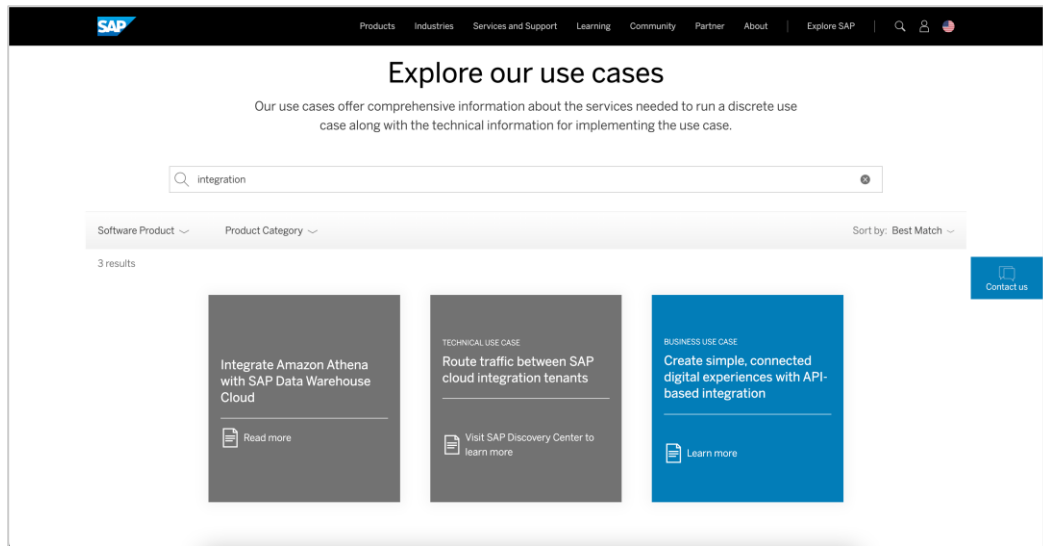 SAP
Products Industries Services and Support Learning Community Partner About Explore SAP
Explore our use cases
Our use cases offer comprehensive information about the services needed to run a discrete use
case along with the technical information for implementing the use case.
integration
Software Product Product Category Sort by: Best Match
3 results
Contact us
Integrate Amazon Athena
with SAP Data Warehouse
Cloud
Read more
TECHNICAL USE CASE
Route traffic between SAP
cloud integration tenants
Visit SAP Discovery Center to
learn more
BUSINESS USE CASE
Create simple, connected
digital experiences with API-
based integration
Learn more